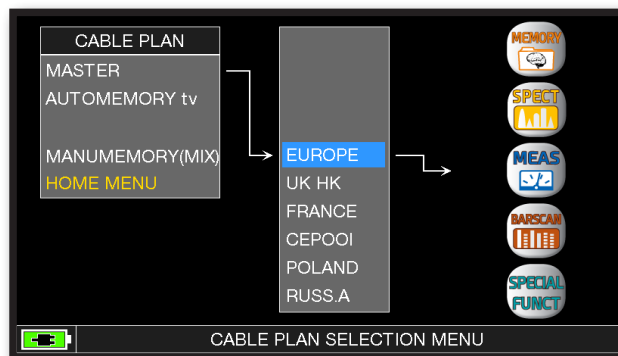 CABLE PLAN
MASTER
AUTOMEMORY tv
MANUMEMORY(MIX)
HOME MENU
EUROPE
UK HK
FRANCE
CEPOOI
POLAND
RUSS.A
MEMORY
SPECT
MEAS
BARSCAN
SPECIAL
FUNCT
CABLE PLAN SELECTION MENU